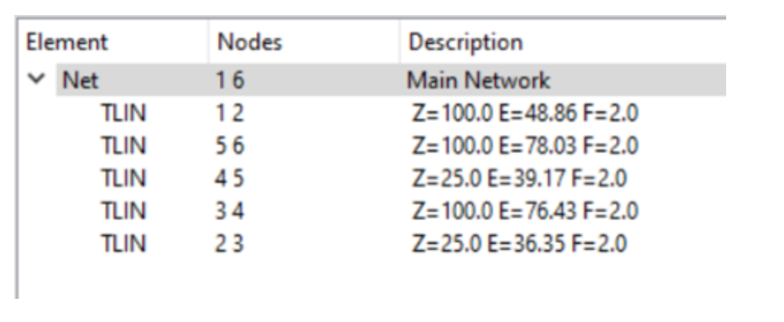 Element Nodes Description
Net 1 6 Main Network
TLIN 1 2 Z=100.0 E=48.86 F=2.0
TLIN 5 6 Z=100.0 E=78.03 F=2.0
TLIN 4 5 Z=25.0 E=39.17 F=2.0
TLIN 3 4 Z=100.0 E=76.43 F=2.0
TLIN 2 3 Z=25.0 E=36.35 F=2.0